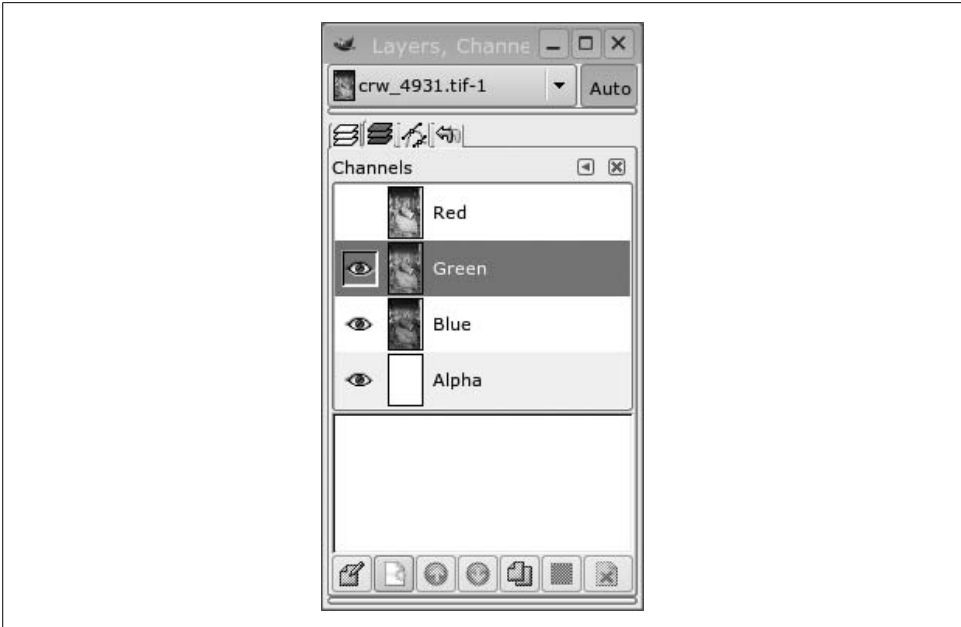 Layers, Channe
crw_4931.tif-1
Auto
Channels
Red
Green
Blue
Alpha